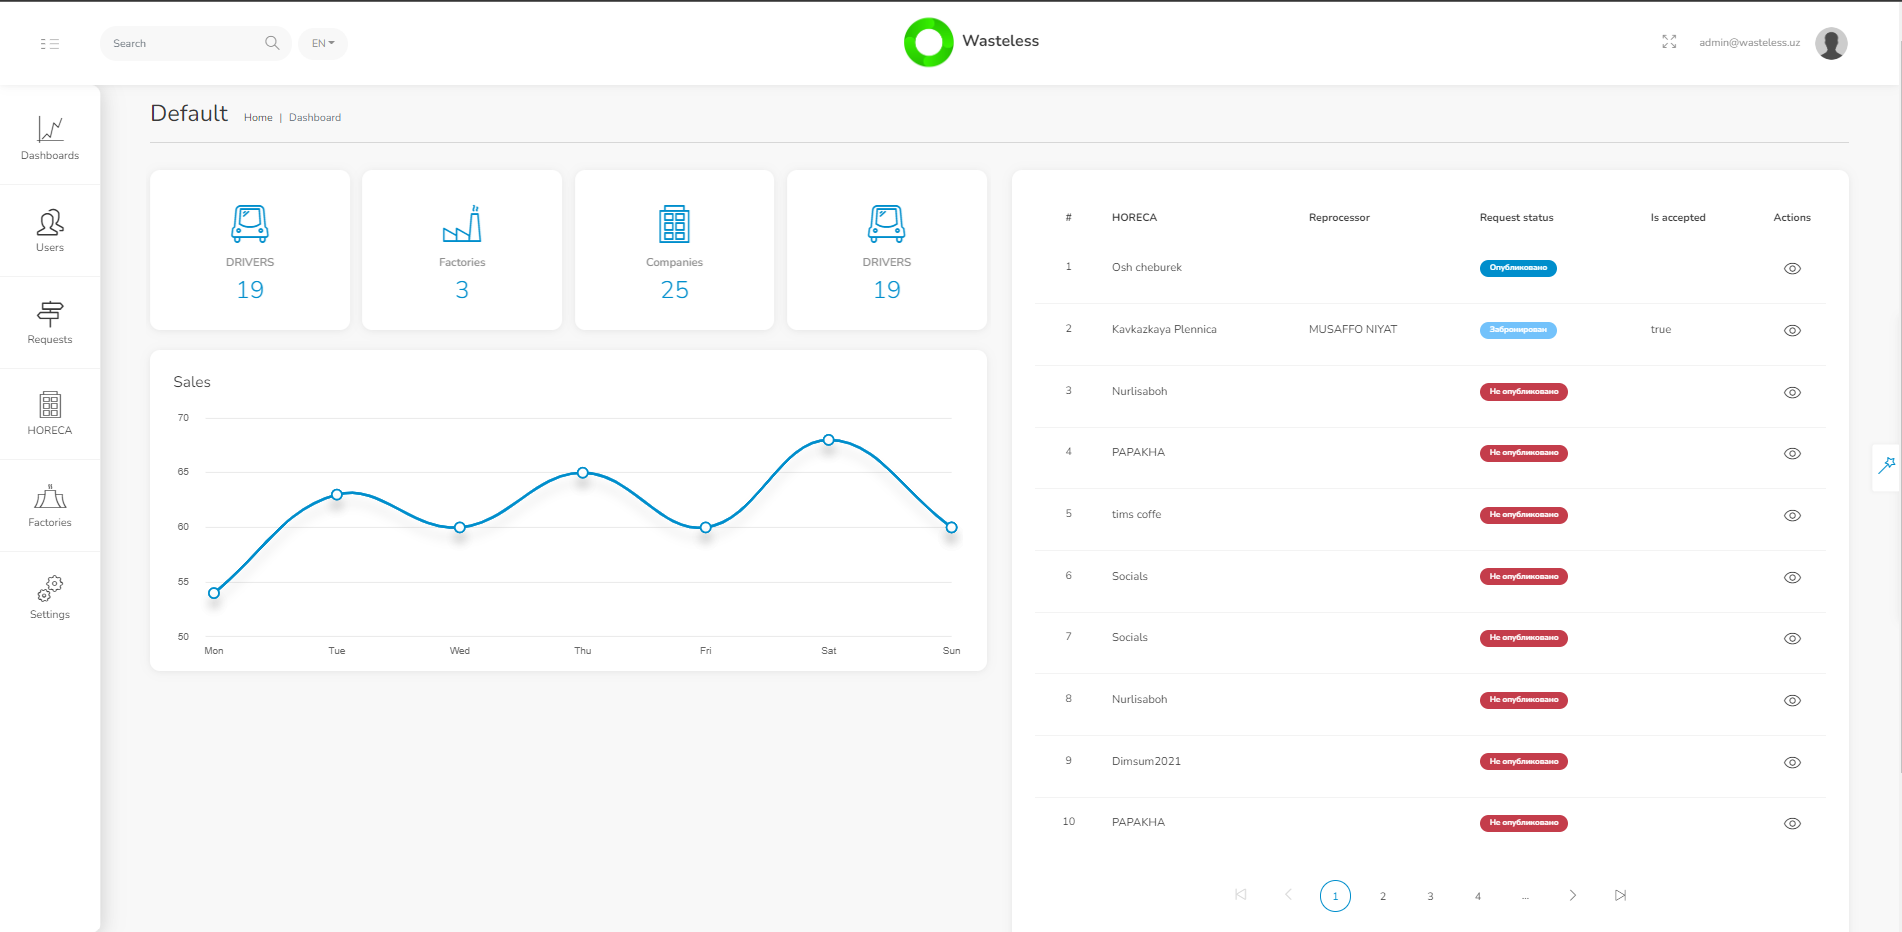 Search
EN
Wasteless
admin@wasteless.uz
Dashboards
Users
Requests
HORECA
Factories
Settings
Default Home | Dashboard
DRIVERS
19
Factories
3
Companies
25
DRIVERS
19
Sales
70
65
60
55
50
Mon Tue Wed Thu Fri Sat Sun
# HORECA Reprocessor Request status Is accepted Actions
1 Osh cheburek Опубликовано
2 Kavkazkaya Plennica MUSAFFO NIYAT Забронирован true
3 Nurlisaboh Не опубликовано
4 PAPAKHA Не опубликовано
5 tims coffe Не опубликовано
6 Socials Не опубликовано
7 Socials Не опубликовано
8 Nurlisaboh Не опубликовано
9 Dimsum2021 Не опубликовано
10 PAPAKHA Не опубликовано
1 2 3 4 ...